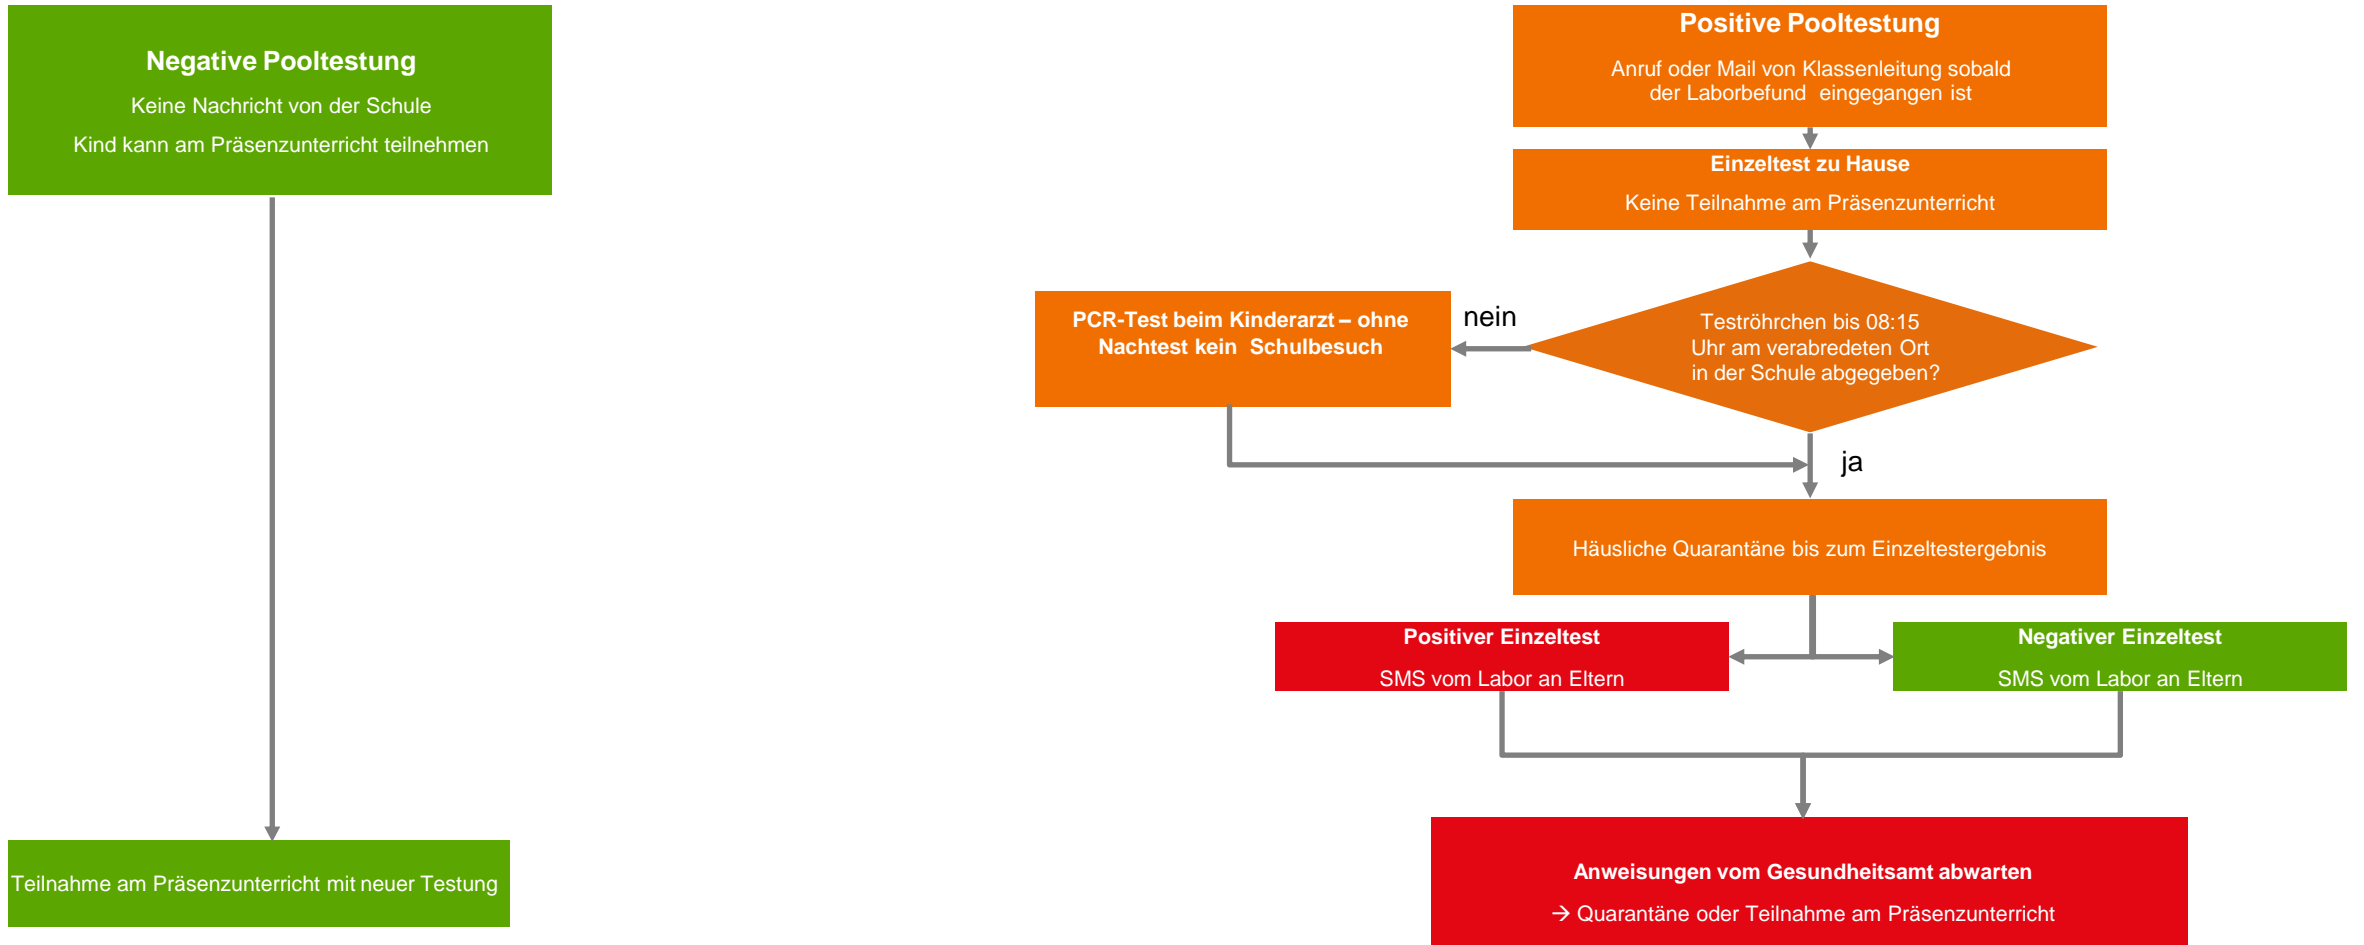 Negative Pooltestung
Keine Nachricht von der Schule
Kind kann am Präsenzunterricht teilnehmen
Teilnahme am Präsenzunterricht mit neuer Testung
Positive Pooltestung
Anruf oder Mail von Klassenleitung sobald
der Laborbefund eingegangen ist
Einzeltest zu Hause
Keine Teilnahme am Präsenzunterricht
Teströhrchen bis 08:15
Uhr am verabredeten Ort
in der Schule abgegeben?
nein
PCR-Test beim Kinderarzt – ohne
Nachtest kein Schulbesuch
ja
Häusliche Quarantäne bis zum Einzeltestergebnis
Positiver Einzeltest
SMS vom Labor an Eltern
Negativer Einzeltest
SMS vom Labor an Eltern
Anweisungen vom Gesundheitsamt abwarten
→ Quarantäne oder Teilnahme am Präsenzunterricht